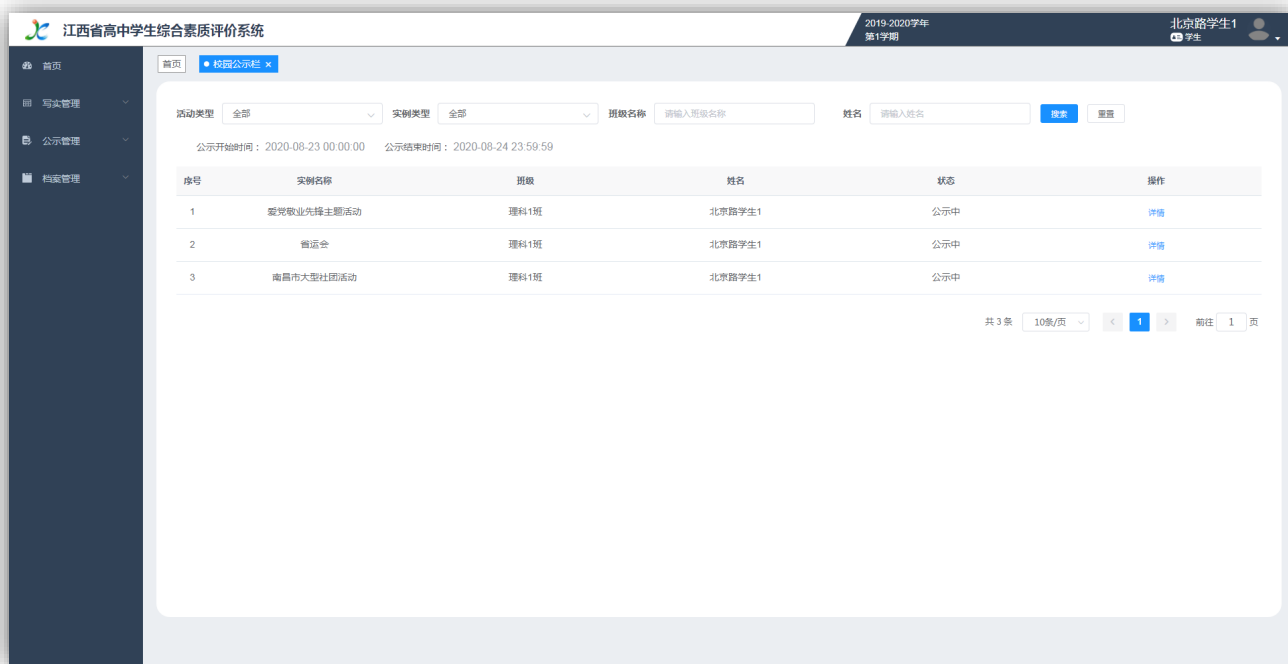 江西省高中学生综合素质评价系统
2019-2020学年
第1学期
北京路学生1
学生
首页
写实管理
公示管理
档案管理
首页 校园公示栏 ×
活动类型 全部 实例类型 全部 班级名称 请输入班级名称 姓名 请输入姓名 搜索 重置
公示开始时间： 2020-08-23 00:00:00 公示结束时间： 2020-08-24 23:59:59
序号 实例名称 班级 姓名 状态 操作
1 爱党敬业先锋主题活动 理科1班 北京路学生1 公示中 详情
2 省运会 理科1班 北京路学生1 公示中 详情
3 南昌市大型社团活动 理科1班 北京路学生1 公示中 详情
共 3 条 10条/页 < 1 > 前往 1 页